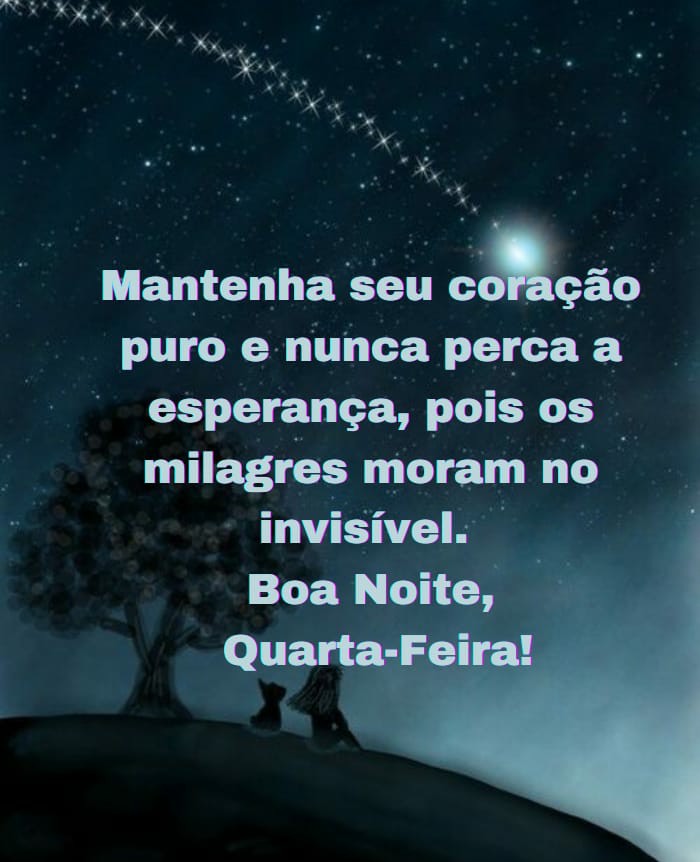 Mantenha seu coração
puro e nunca perca a
esperança, pois os
milagres moram no
invisível.
Boa Noite,
Quarta-Feira!